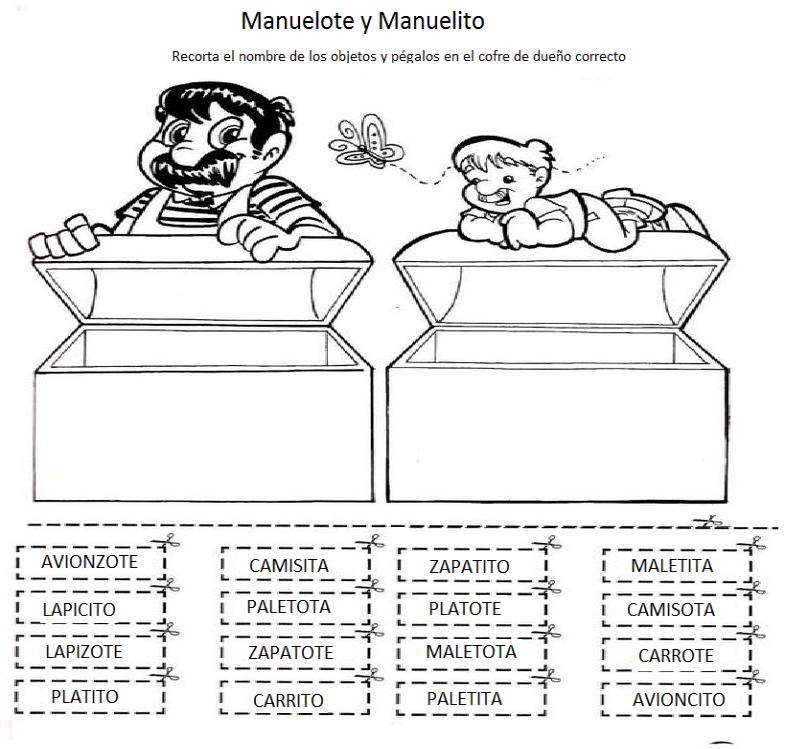 Manuelote y Manuelito
Recorta el nombre de los objetos y pégalos en el cofre de dueño correcto
AVIONZOTE CAMISITA ZAPATITO MALETITA
LAPICITO PALETOTA PLATOTE CAMISOTA
LAPIZOTE ZAPATOTE MALETOTA CARROTE
PLATITO CARRITO PALETITA AVIONCITO